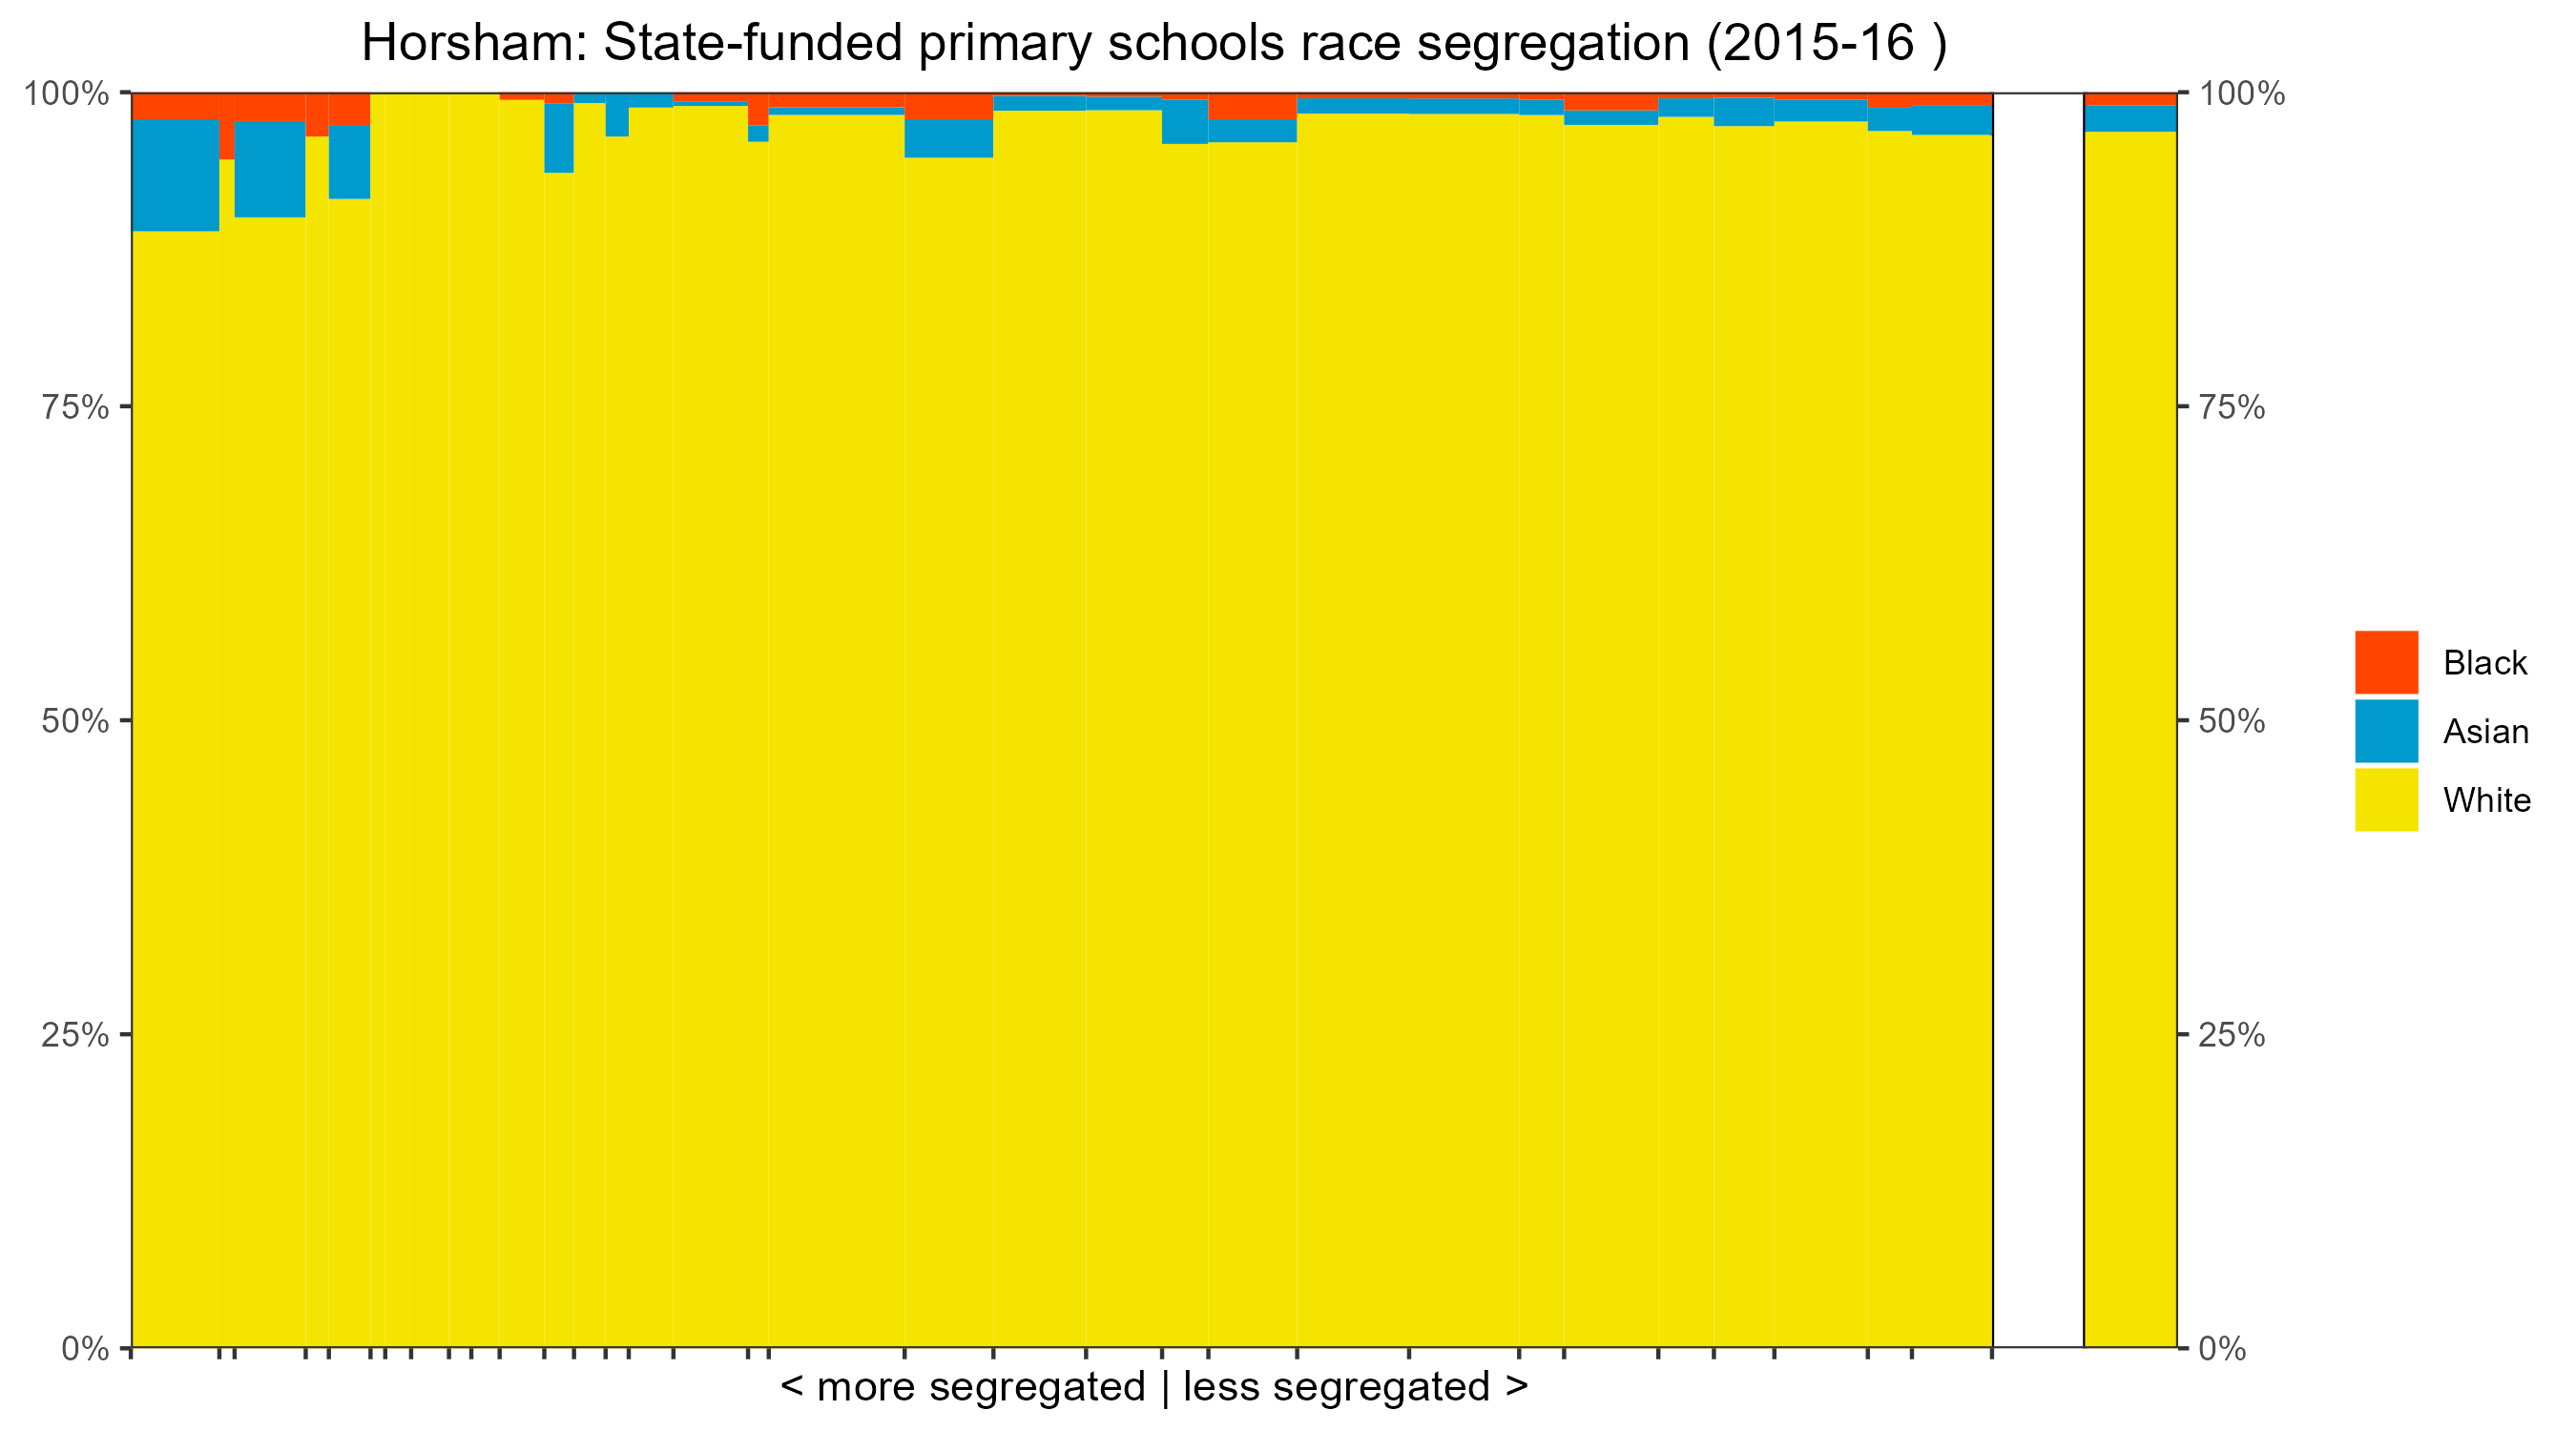 Horsham: State-funded primary schools race segregation (2015-16 )
100%
100%
75%
75%
Black
50%
Asian
50%
White
25%
25%
0%
0%
< more segregated | less segregated >